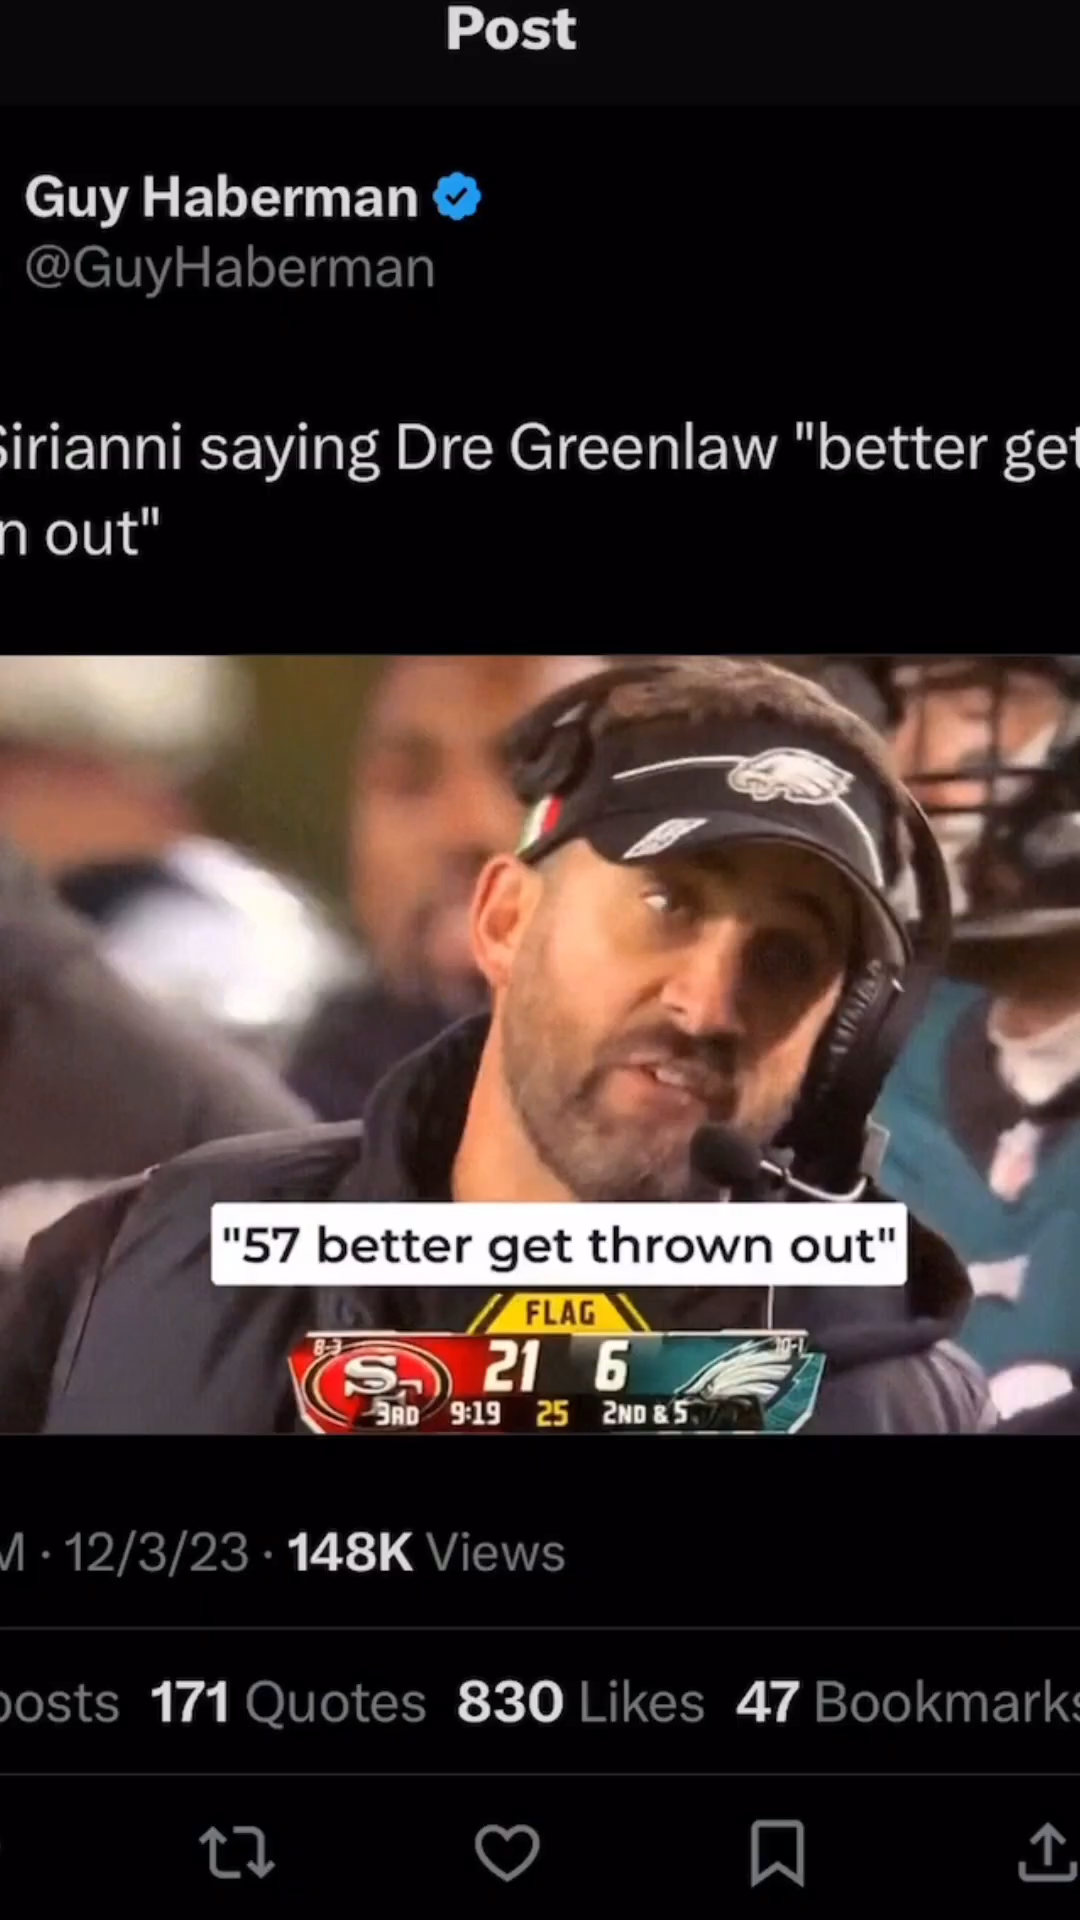 Post
Guy Haberman
@GuyHaberman
Sirianni saying Dre Greenlaw "better get
n out"
"57 better get thrown out"
FLAG
8-3 21 6 10-1
3RD 9:19 25 2ND & 5
M · 12/3/23 · 148K Views
posts 171 Quotes 830 Likes 47 Bookmarks